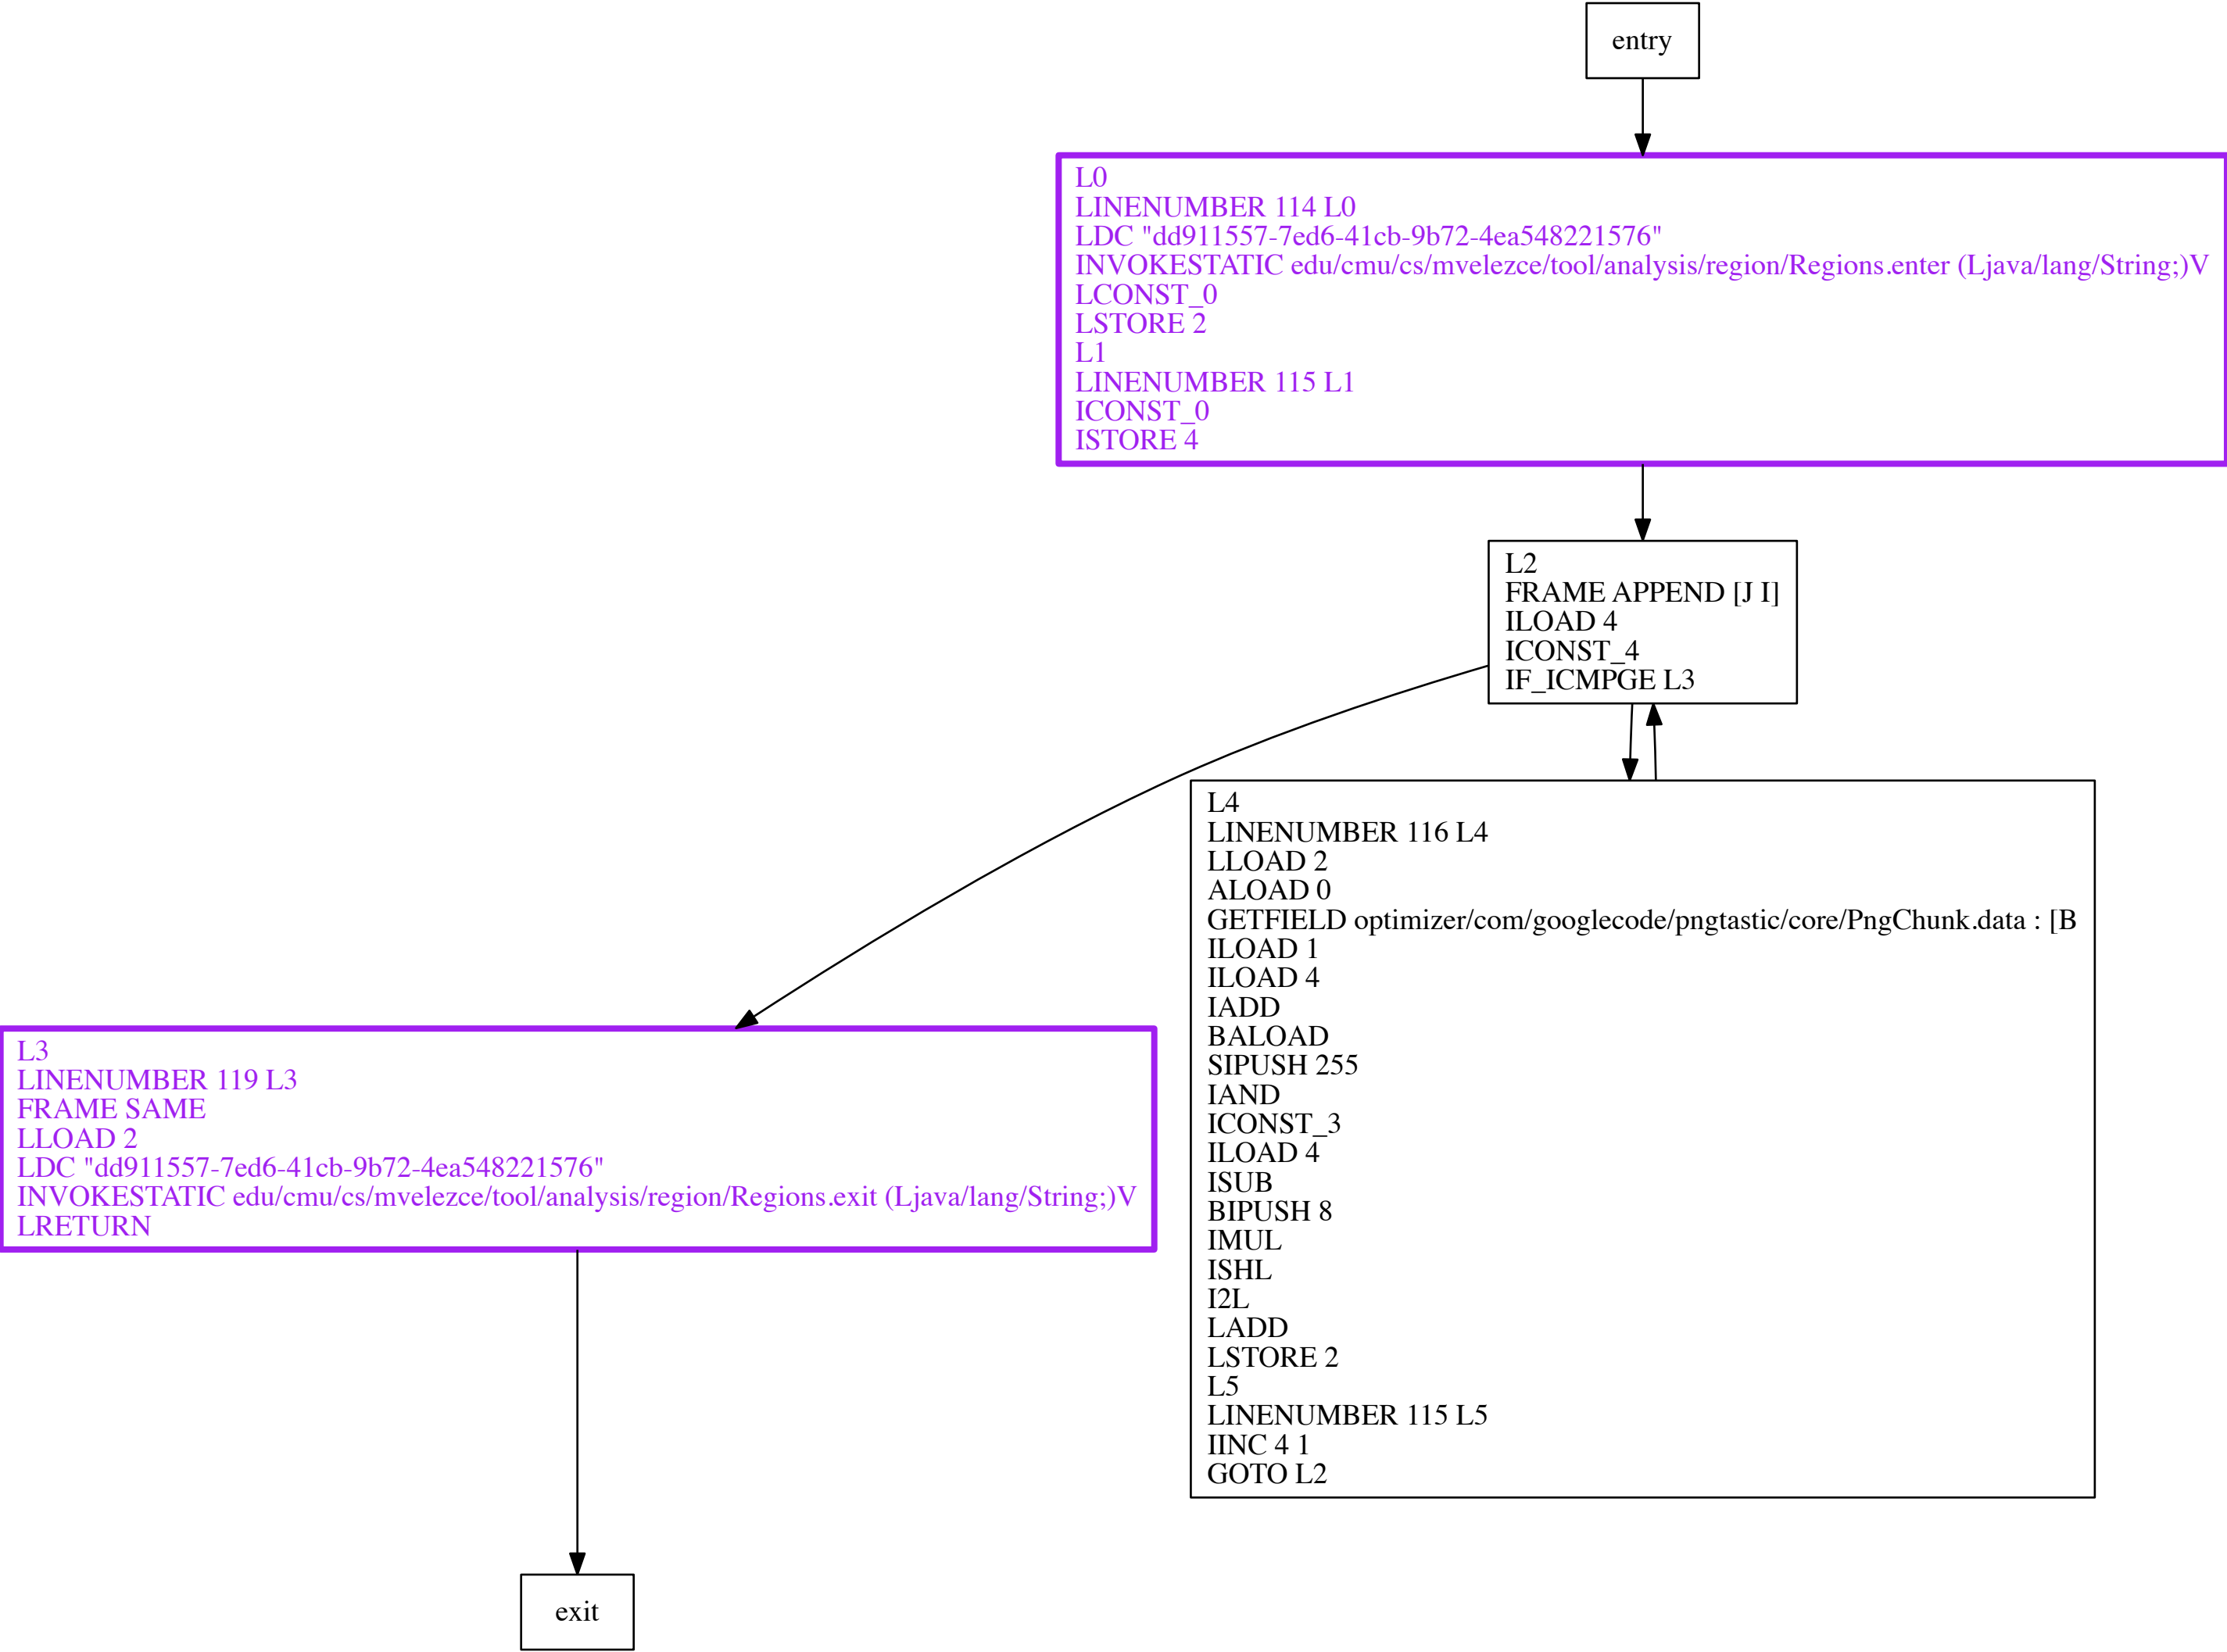 entry
L0
LINENUMBER 114 L0
LDC "dd911557-7ed6-41cb-9b72-4ea548221576"
INVOKESTATIC edu/cmu/cs/mvelezce/tool/analysis/region/Regions.enter (Ljava/lang/String;)V
LCONST_0
LSTORE 2
L1
LINENUMBER 115 L1
ICONST_0
ISTORE 4
L2
FRAME APPEND [J I]
ILOAD 4
ICONST_4
IF_ICMPGE L3
L4
LINENUMBER 116 L4
LLOAD 2
ALOAD 0
GETFIELD optimizer/com/googlecode/pngtastic/core/PngChunk.data : [B
ILOAD 1
ILOAD 4
IADD
BALOAD
SIPUSH 255
IAND
ICONST_3
ILOAD 4
ISUB
BIPUSH 8
IMUL
ISHL
I2L
LADD
LSTORE 2
L5
LINENUMBER 115 L5
IINC 4 1
GOTO L2
L3
LINENUMBER 119 L3
FRAME SAME
LLOAD 2
LDC "dd911557-7ed6-41cb-9b72-4ea548221576"
INVOKESTATIC edu/cmu/cs/mvelezce/tool/analysis/region/Regions.exit (Ljava/lang/String;)V
LRETURN
exit